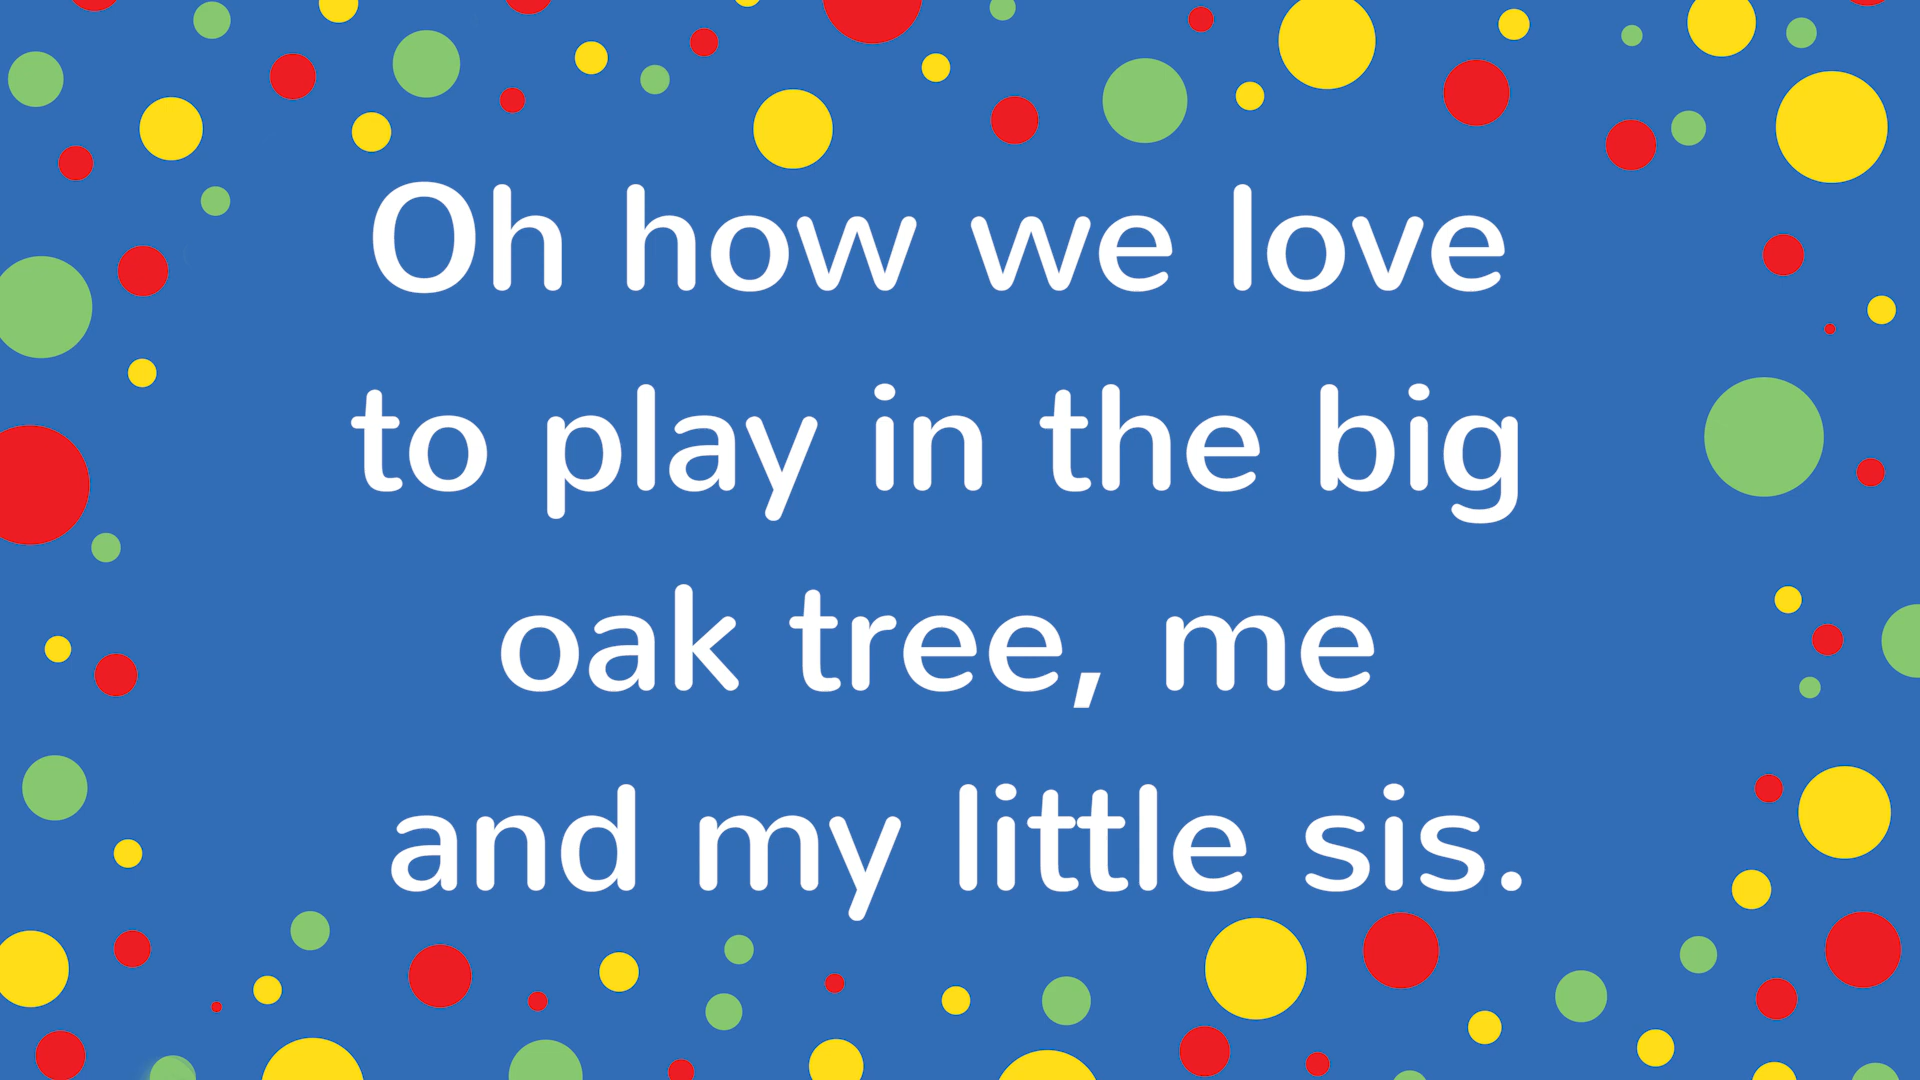 Oh how we love
to play in the big
oak tree, me
and my little sis.